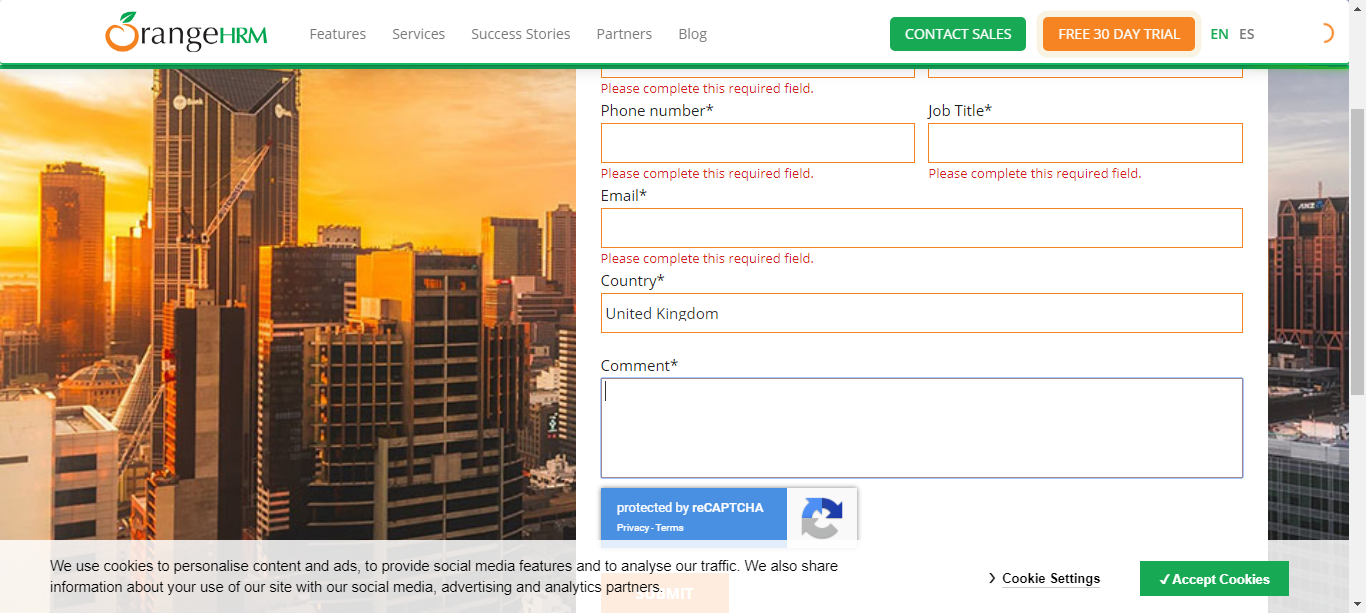 OrangeHRM
Features Services Success Stories Partners Blog CONTACT SALES FREE 30 DAY TRIAL EN ES
Please complete this required field.
Phone number* Job Title*
Please complete this required field. Please complete this required field.
Email*
Please complete this required field.
Country*
United Kingdom
Comment*
protected by reCAPTCHA
Privacy - Terms
We use cookies to personalise content and ads, to provide social media features and to analyse our traffic. We also share
information about your use of our site with our social media, advertising and analytics partners.
SUBMIT
Cookie Settings
Accept Cookies
ANZ